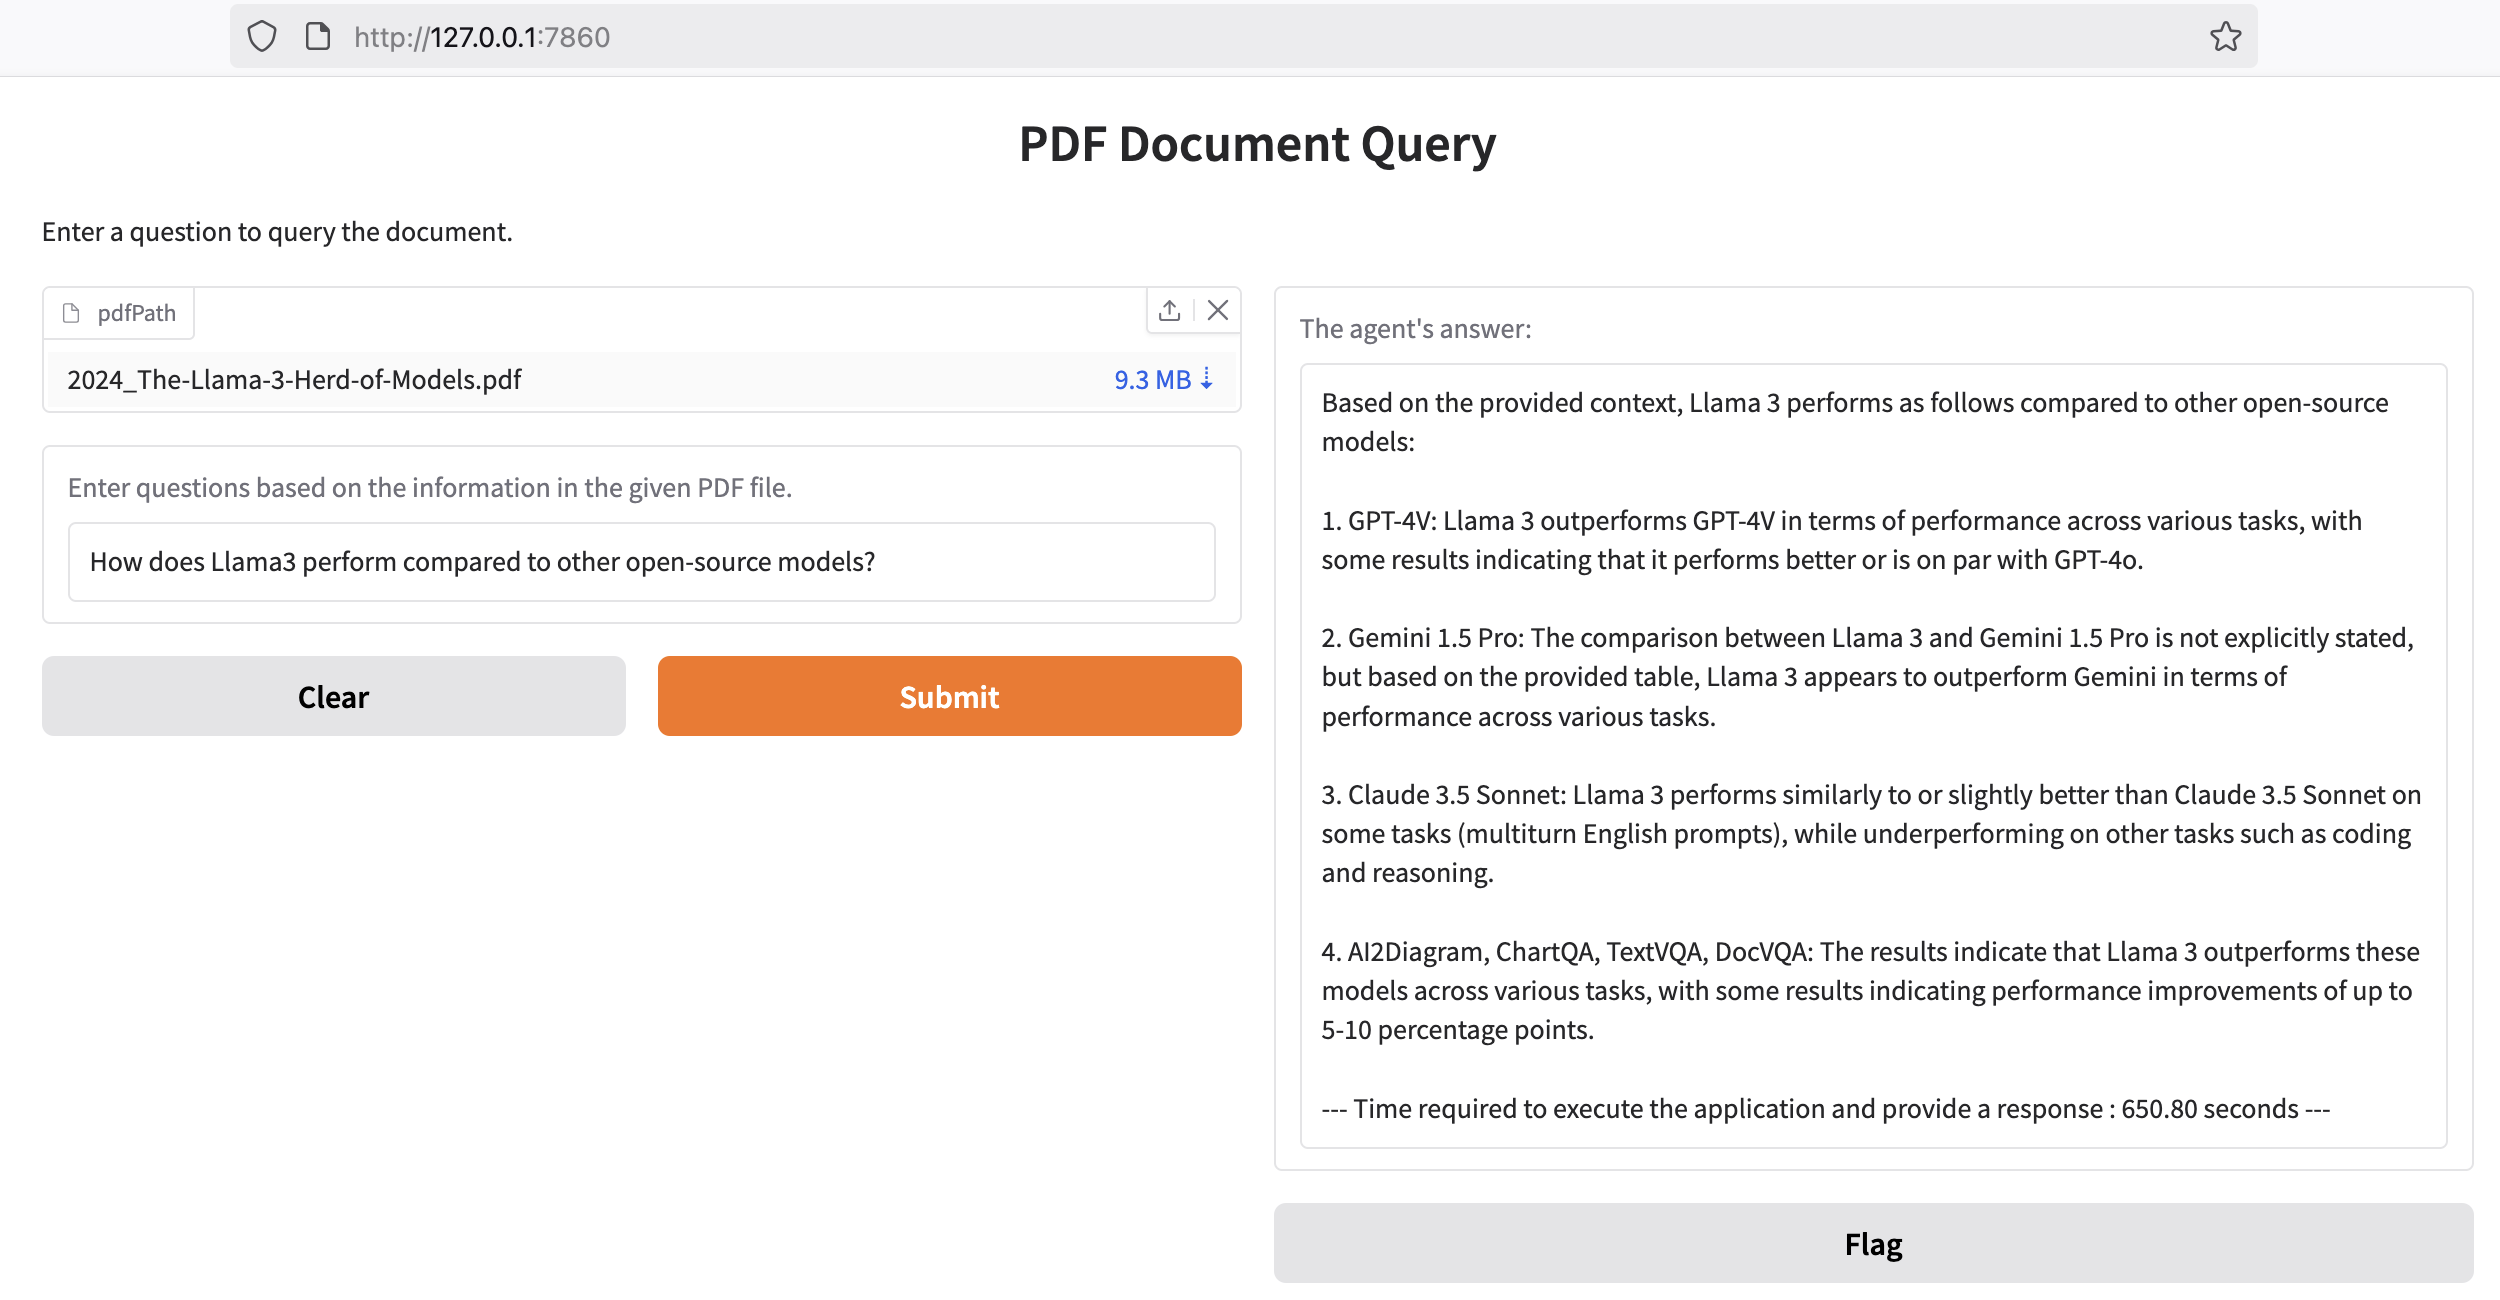 http://127.0.0.1:7860
PDF Document Query
Enter a question to query the document.
pdfPath
2024_The-Llama-3-Herd-of-Models.pdf
9.3 MB ⇣
Enter questions based on the information in the given PDF file.
How does Llama3 perform compared to other open-source models?
Clear
Submit
The agent's answer:
Based on the provided context, Llama 3 performs as follows compared to other open-source
models:
1. GPT-4V: Llama 3 outperforms GPT-4V in terms of performance across various tasks, with
some results indicating that it performs better or is on par with GPT-4o.
2. Gemini 1.5 Pro: The comparison between Llama 3 and Gemini 1.5 Pro is not explicitly stated,
but based on the provided table, Llama 3 appears to outperform Gemini in terms of
performance across various tasks.
3. Claude 3.5 Sonnet: Llama 3 performs similarly to or slightly better than Claude 3.5 Sonnet on
some tasks (multiturn English prompts), while underperforming on other tasks such as coding
and reasoning.
4. AI2Diagram, ChartQA, TextVQA, DocVQA: The results indicate that Llama 3 outperforms these
models across various tasks, with some results indicating performance improvements of up to
5-10 percentage points.
--- Time required to execute the application and provide a response : 650.80 seconds ---
Flag